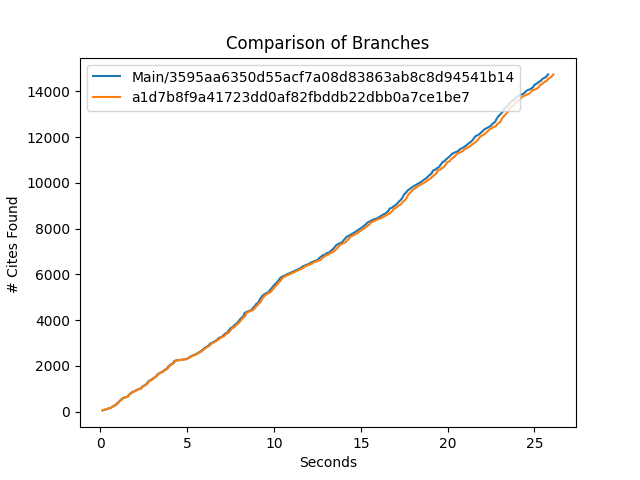 Comparison of Branches
Main/3595aa6350d55acf7a08d83863ab8c8d94541b14
a1d7b8f9a41723dd0af82fbddb22dbb0a7ce1be7
# Cites Found
14000
12000
10000
8000
6000
4000
2000
0
0 5 10 15 20 25
Seconds